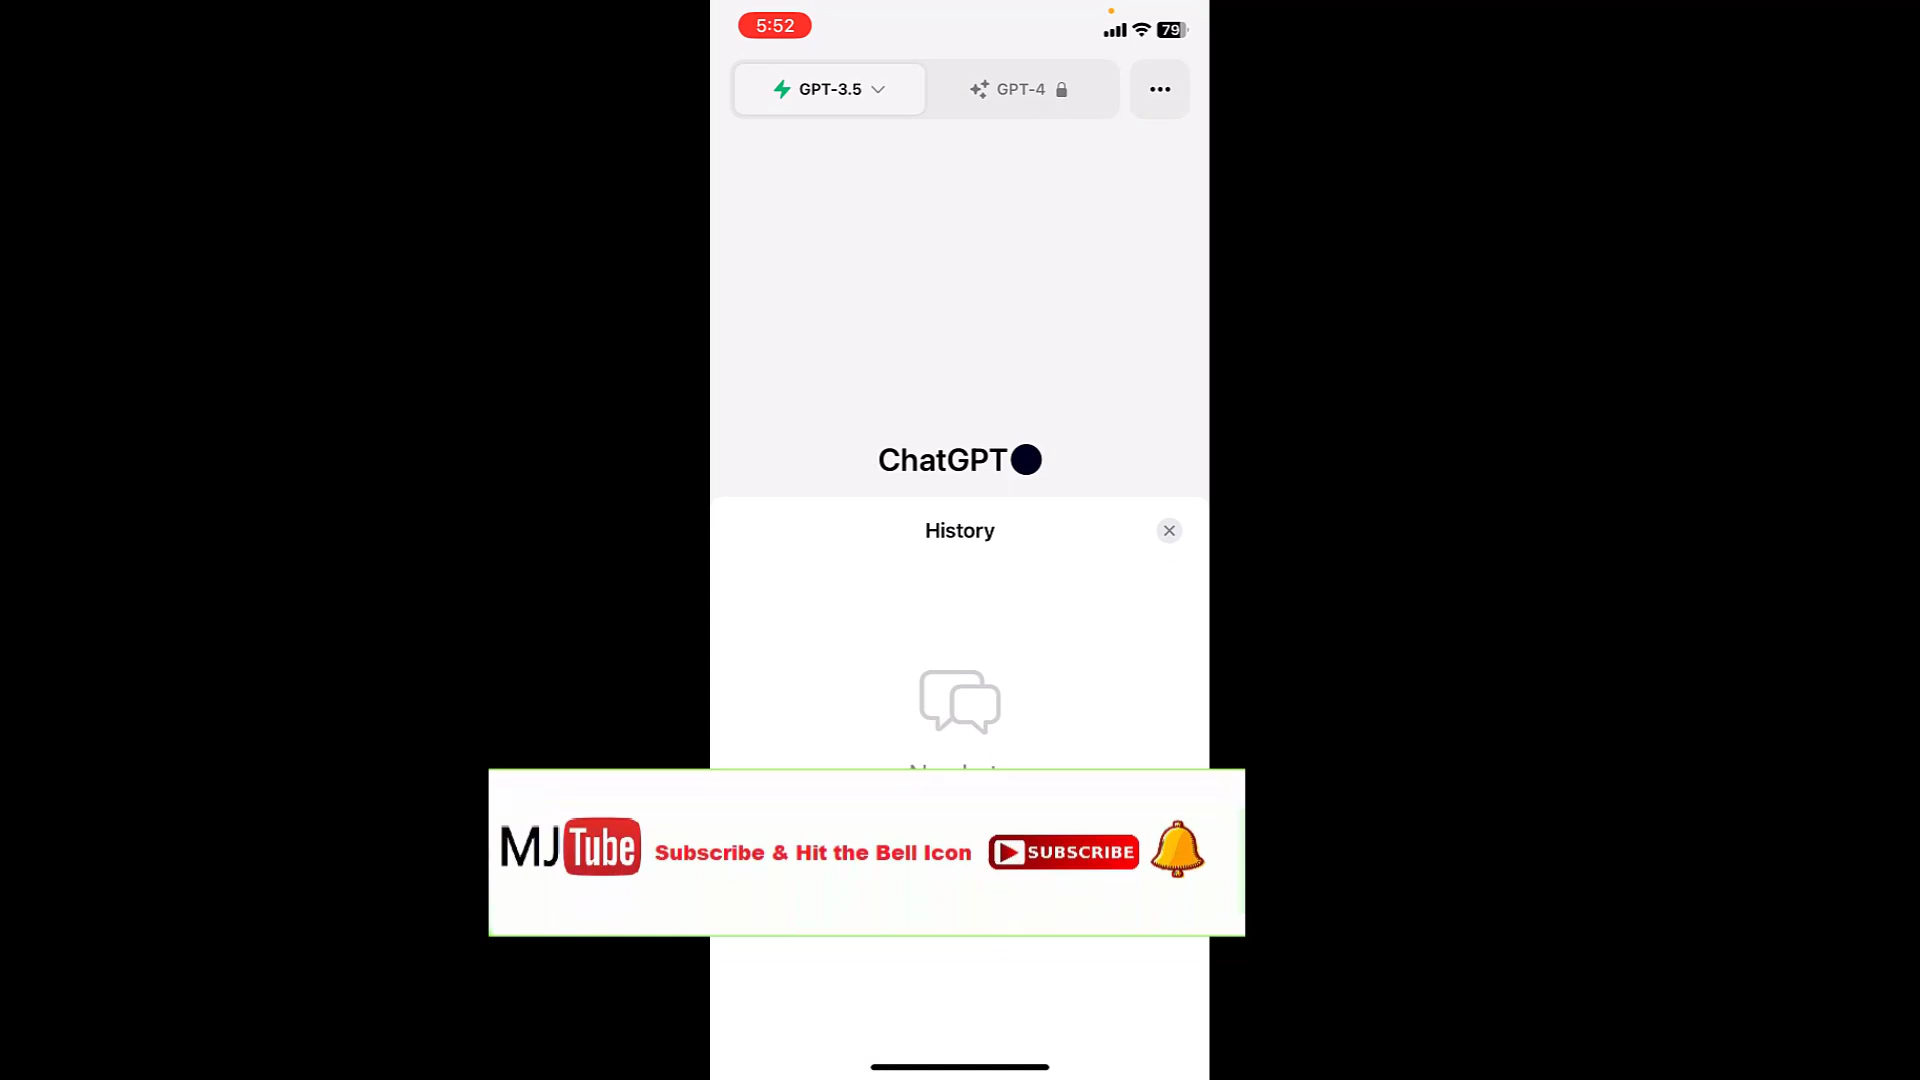 5:52
79
GPT-3.5
GPT-4
ChatGPT
History
MJ Tube
Subscribe & Hit the Bell Icon
SUBSCRIBE